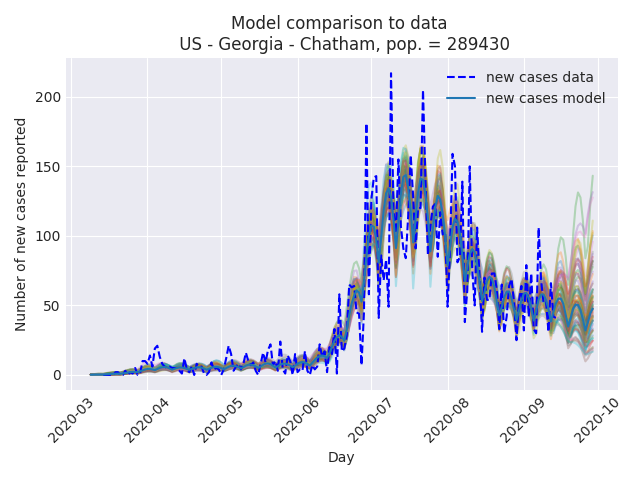 Model comparison to data
US - Georgia - Chatham, pop. = 289430
new cases data
new cases model
Number of new cases reported
200
150
100
50
0
2020-03
2020-04
2020-05
2020-06
2020-07
2020-08
2020-09
2020-10
Day